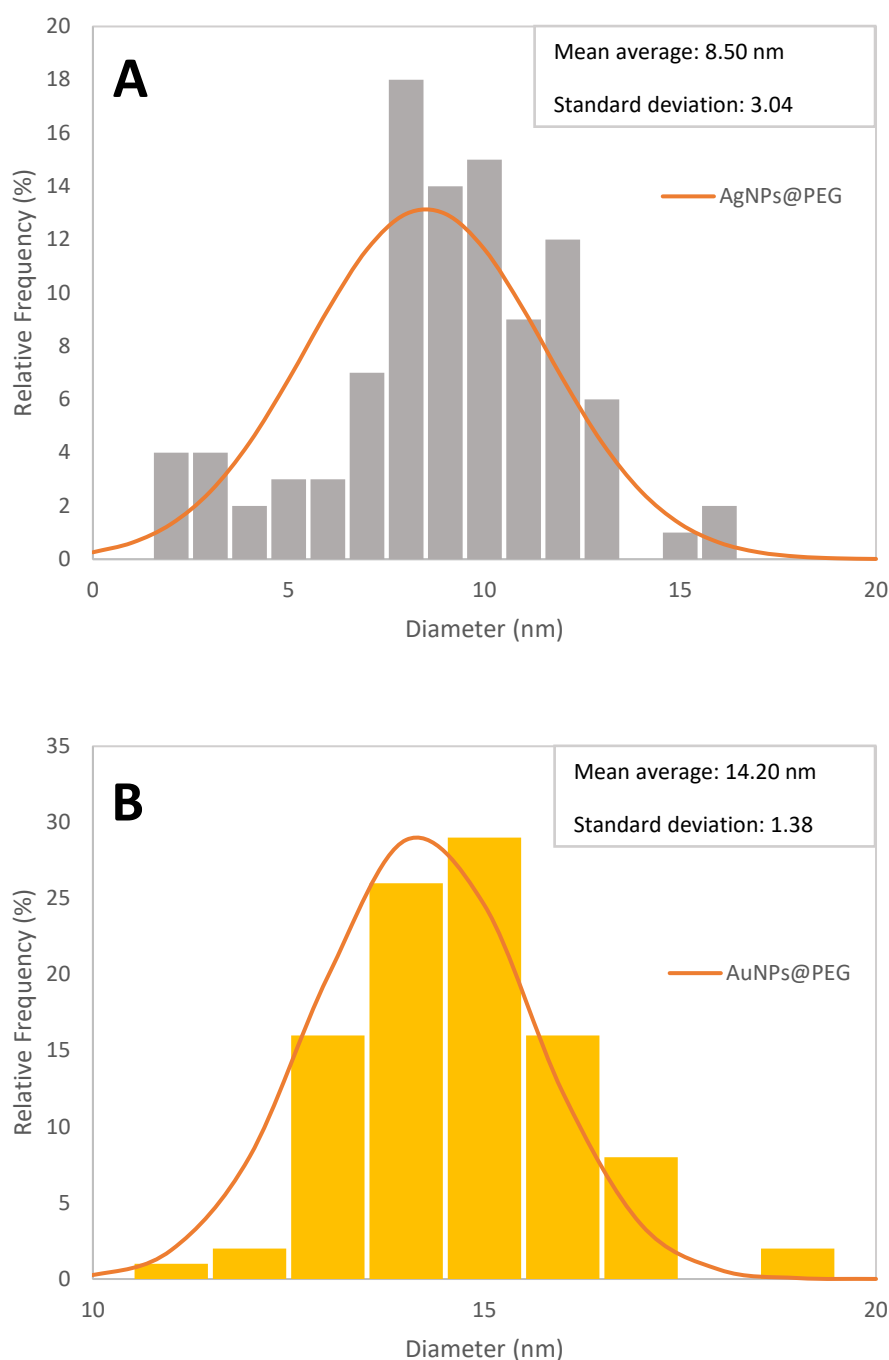 A
Mean average: 8.50 nm
Standard deviation: 3.04
AgNPs@PEG
Relative Frequency (%)
20
18
16
14
12
10
8
6
4
2
0
0 5 10 15 20
Diameter (nm)
B
Mean average: 14.20 nm
Standard deviation: 1.38
AuNPs@PEG
Relative Frequency (%)
35
30
25
20
15
10
5
0
10 15 20
Diameter (nm)